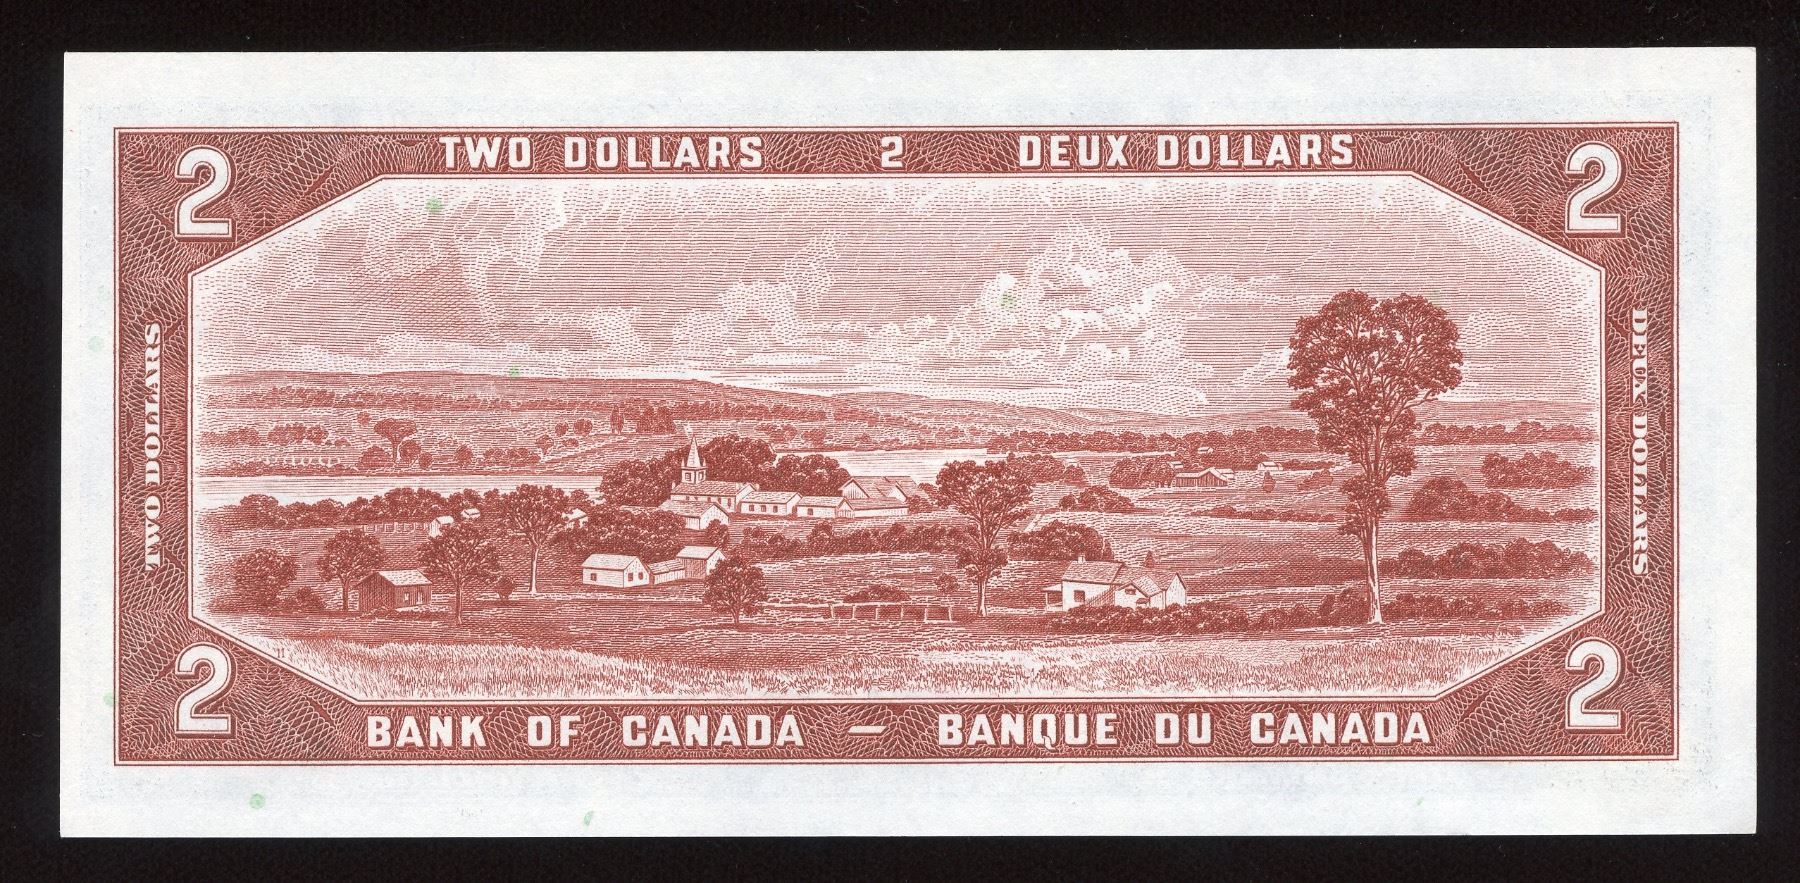 TWO DOLLARS 2 DEUX DOLLARS
2 2
TWO DOLLARS
DEUX DOLLARS
2 2
BANK OF CANADA — BANQUE DU CANADA